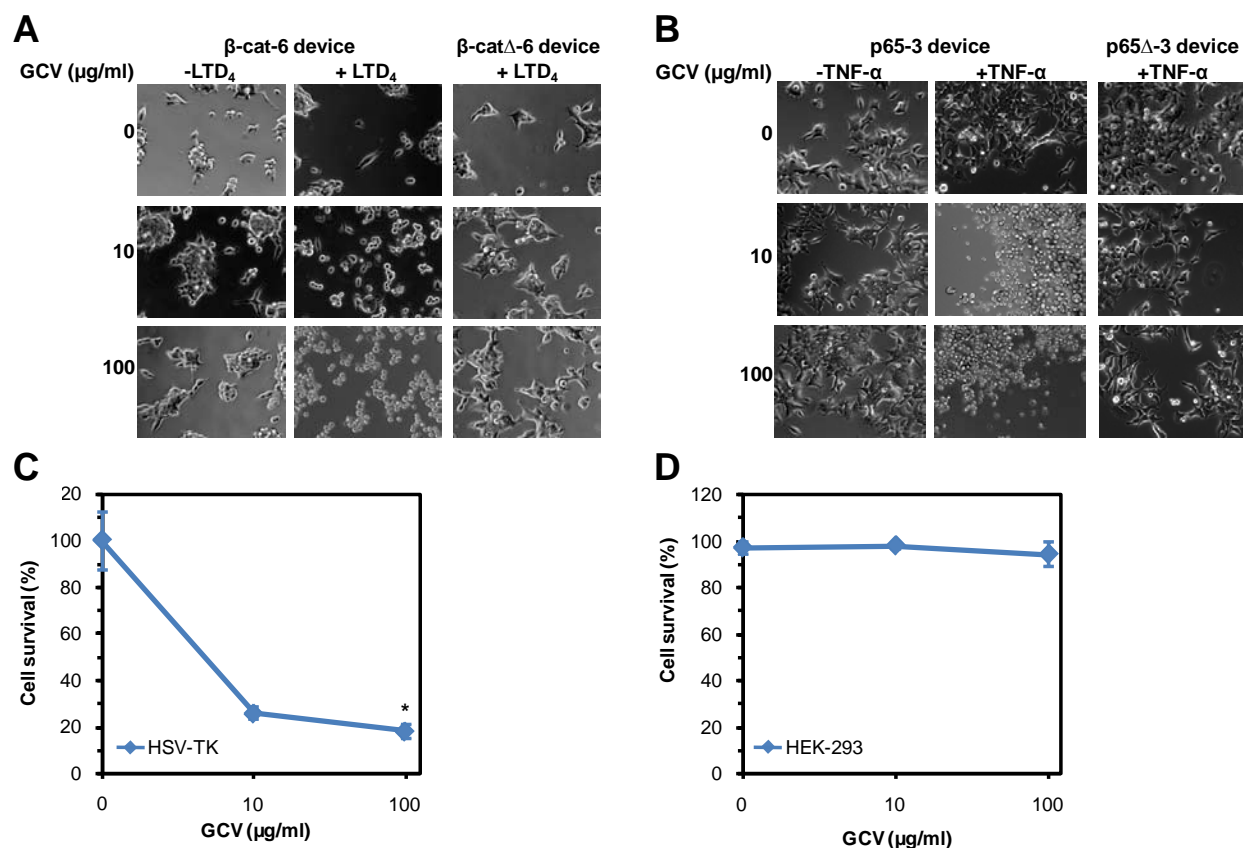 A
β-cat-6 device
β-catΔ-6 device
GCV (µg/ml)
-LTD4
+ LTD4
+ LTD4
0
10
100
B
p65-3 device
p65Δ-3 device
GCV (µg/ml)
-TNF-α
+TNF-α
+TNF-α
0
10
100
C
20
100
80
60
40
20
0
Cell survival (%)
*
HSV-TK
0
10
100
GCV (µg/ml)
D
120
100
80
60
40
20
0
Cell survival (%)
HEK-293
0
10
100
GCV (µg/ml)